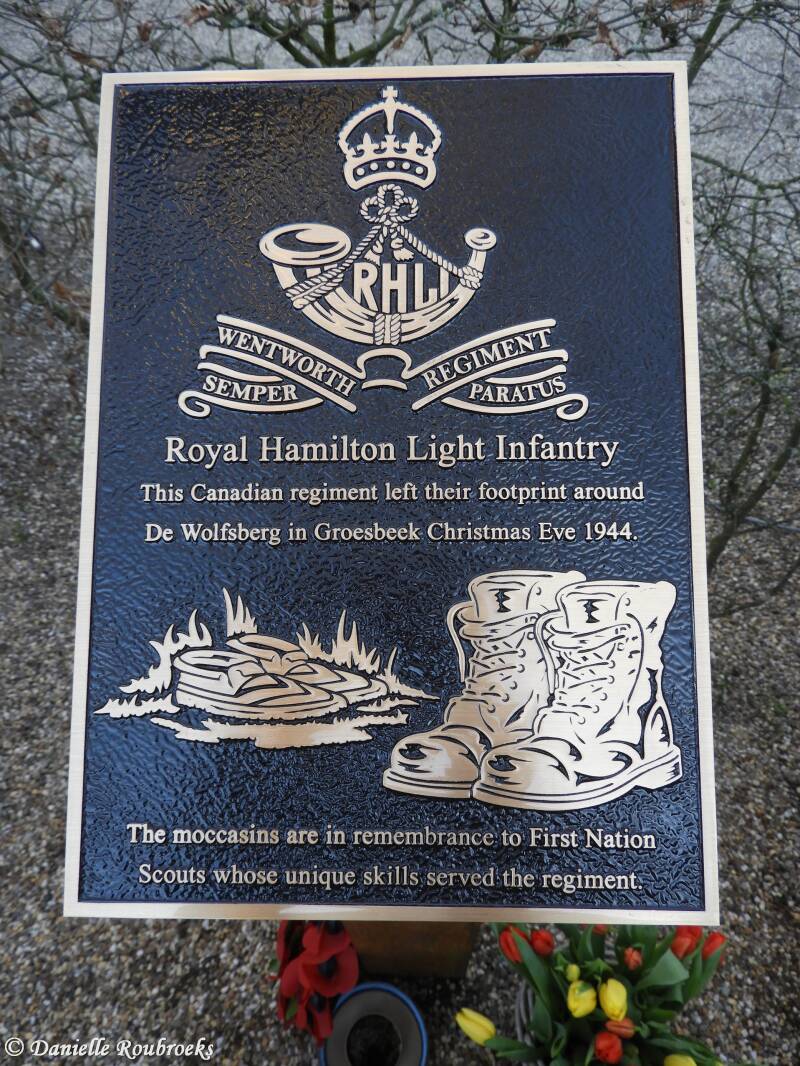 RHLI
WENTWORTH REGIMENT
SEMPER PARATUS
Royal Hamilton Light Infantry
This Canadian regiment left their footprint around
De Wolfsberg in Groesbeek Christmas Eve 1944.
The moccasins are in remembrance to First Nation
Scouts whose unique skills served the regiment.
© Danielle Roubroeks